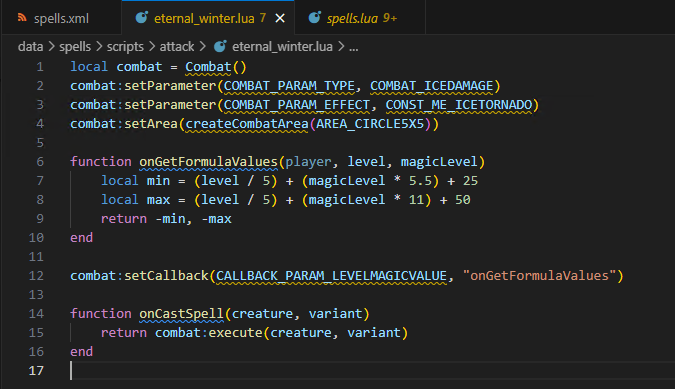 spells.xml
eternal_winter.lua 7
spells.lua 9+
data > spells > scripts > attack > eternal_winter.lua > ...
1 local combat = Combat()
2 combat:setParameter(COMBAT_PARAM_TYPE, COMBAT_ICEDAMAGE)
3 combat:setParameter(COMBAT_PARAM_EFFECT, CONST_ME_ICETORNADO)
4 combat:setArea(createCombatArea(AREA_CIRCLE5X5))
5
6 function onGetFormulaValues(player, level, magicLevel)
7     local min = (level / 5) + (magicLevel * 5.5) + 25
8     local max = (level / 5) + (magicLevel * 11) + 50
9     return -min, -max
10 end
11
12 combat:setCallback(CALLBACK_PARAM_LEVELMAGICVALUE, "onGetFormulaValues")
13
14 function onCastSpell(creature, variant)
15     return combat:execute(creature, variant)
16 end
17